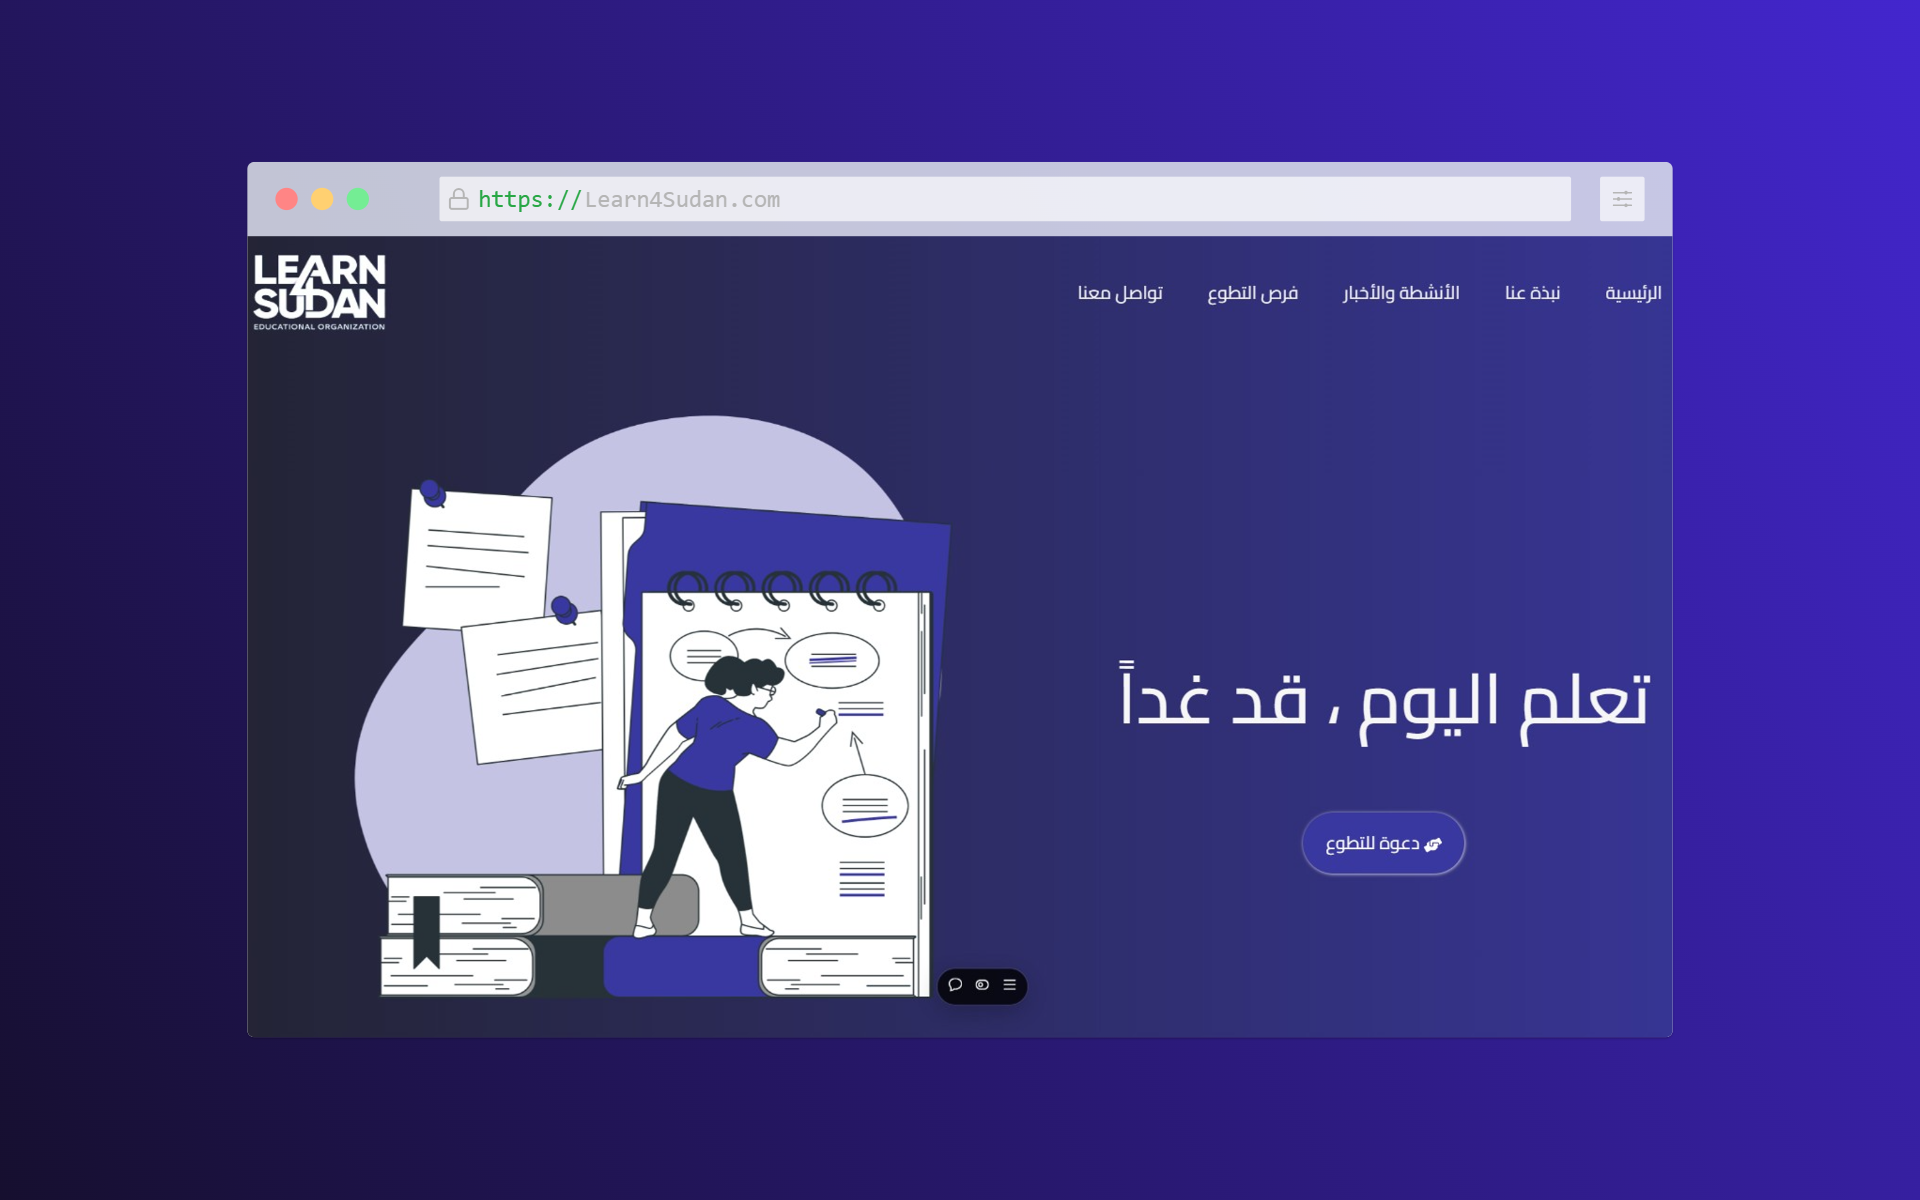 https://Learn4Sudan.com
LEARN
4
SUDAN
EDUCATIONAL ORGANIZATION
الرئيسية
نبذة عنا
الأنشطة والأخبار
فرص التطوع
تواصل معنا
تعلم اليوم ، قد غداً
دعوة للتطوع